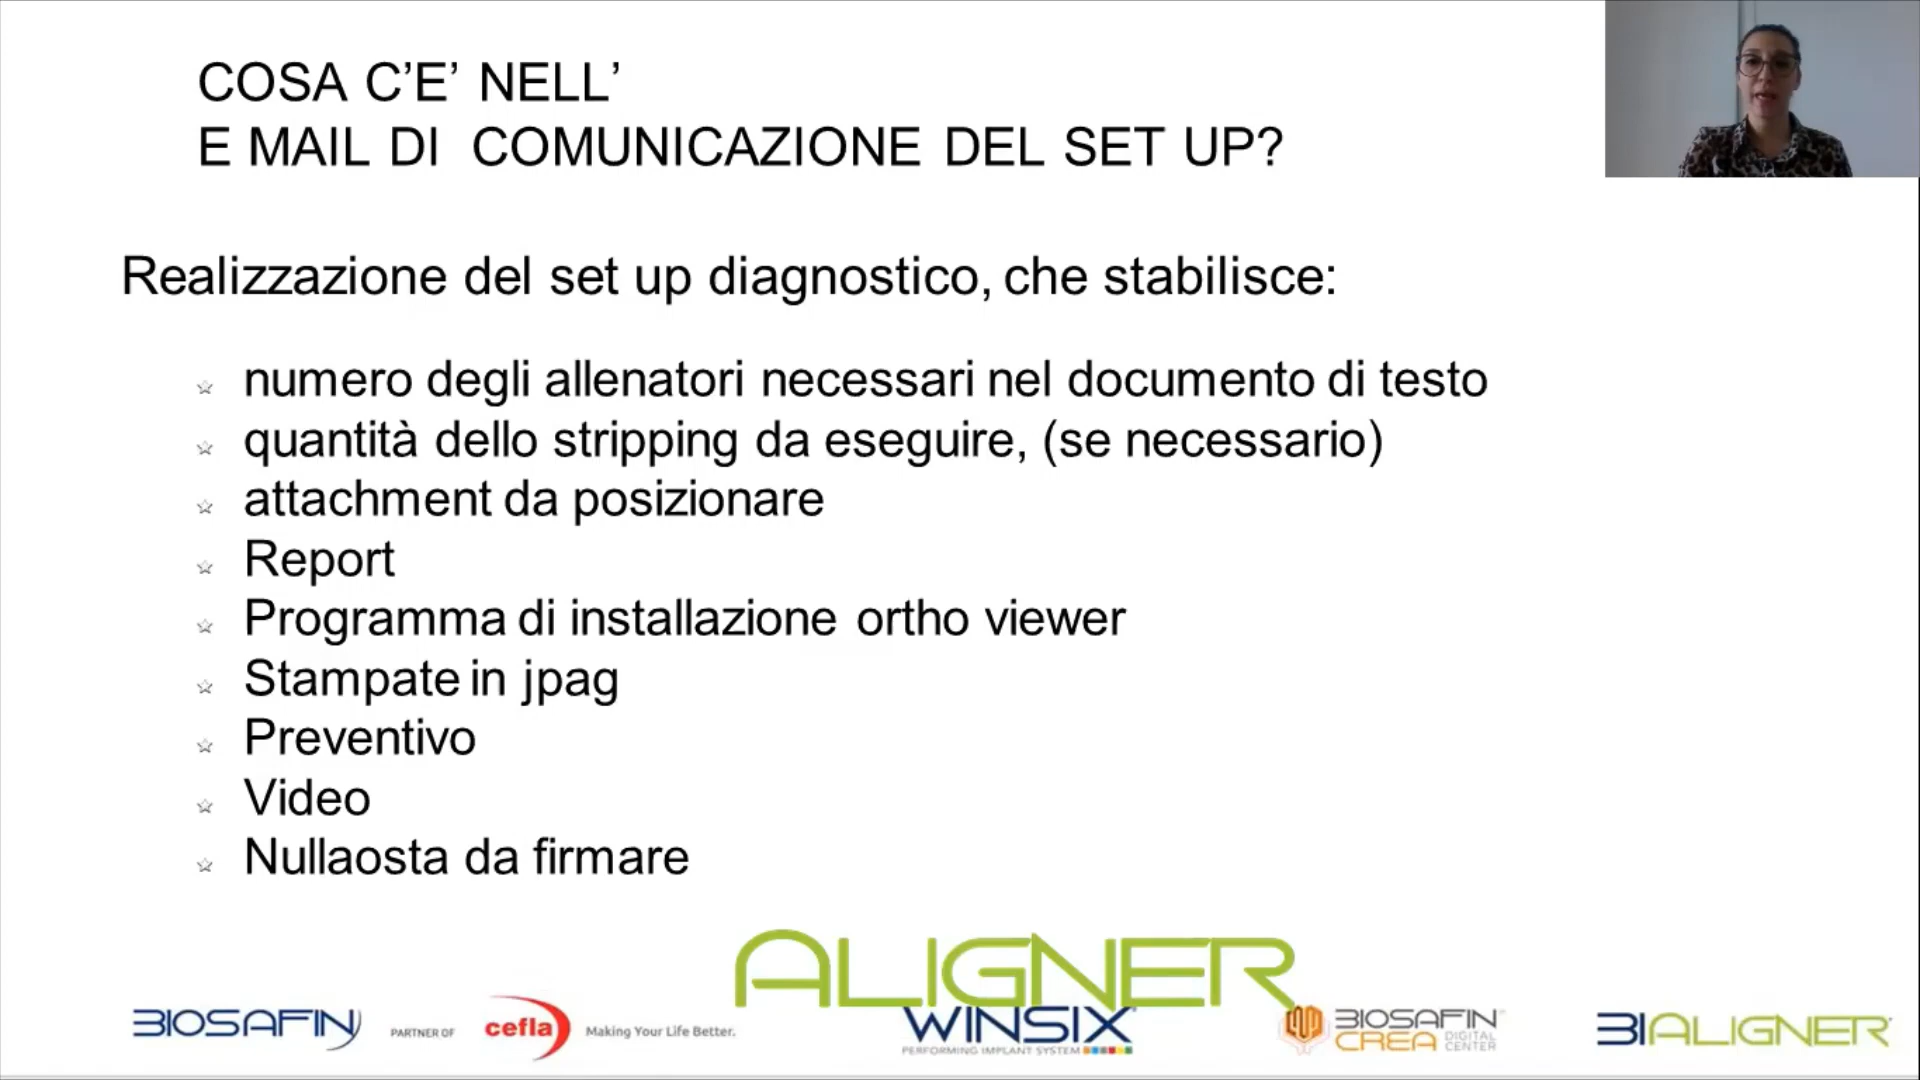 COSA C’E’ NELL’
E MAIL DI COMUNICAZIONE DEL SET UP?
Realizzazione del set up diagnostico, che stabilisce:
numero degli allenatori necessari nel documento di testo
quantità dello stripping da eseguire, (se necessario)
attachment da posizionare
Report
Programma di installazione ortho viewer
Stampate in jpag
Preventivo
Video
Nullaosta da firmare
ALIGNER
BIOSAFIN
PARTNER OF
cefla
Making Your Life Better.
WINSIX
PERFORMING IMPLANT SYSTEM
BIOSAFIN
CREA DIGITAL CENTER
BIALIGNER